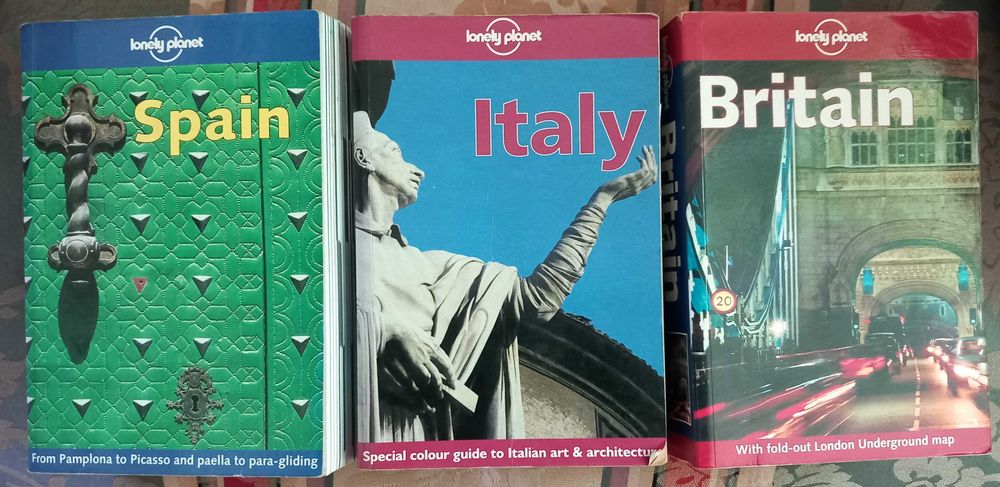 lonely planet
Spain
From Pamplona to Picasso and paella to para-gliding
lonely planet
Italy
Special colour guide to Italian art & architecture
lonely planet
Britain
Britain
20
With fold-out London Underground map